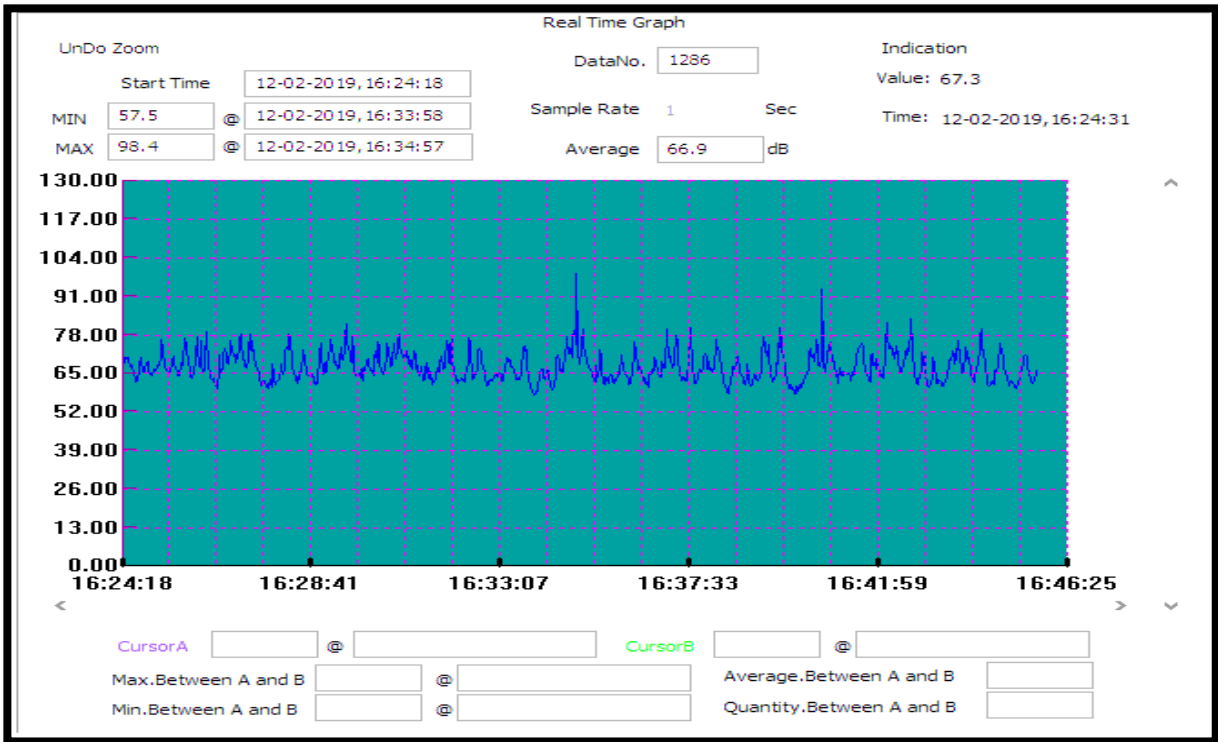 Real Time Graph
UnDo Zoom
DataNo. 1286
Indication
Start Time 12-02-2019,16:24:18
Value: 67.3
MIN 57.5 @ 12-02-2019,16:33:58
Sample Rate 1 Sec
Time: 12-02-2019,16:24:31
MAX 98.4 @ 12-02-2019,16:34:57
Average 66.9 dB
130.00
117.00
104.00
91.00
78.00
65.00
52.00
39.00
26.00
13.00
0.00
16:24:18 16:28:41 16:33:07 16:37:33 16:41:59 16:46:25
CursorA @ CursorB @
Max.Between A and B @ Average.Between A and B
Min.Between A and B @ Quantity.Between A and B